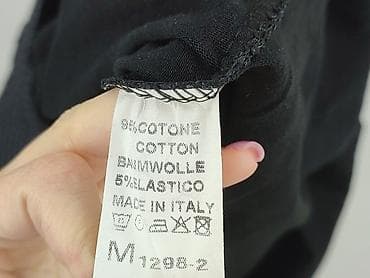 95%COTONE
COTTON
BAUMWOLLE
5%ELASTICO
MADE IN ITALY
M 1298-2